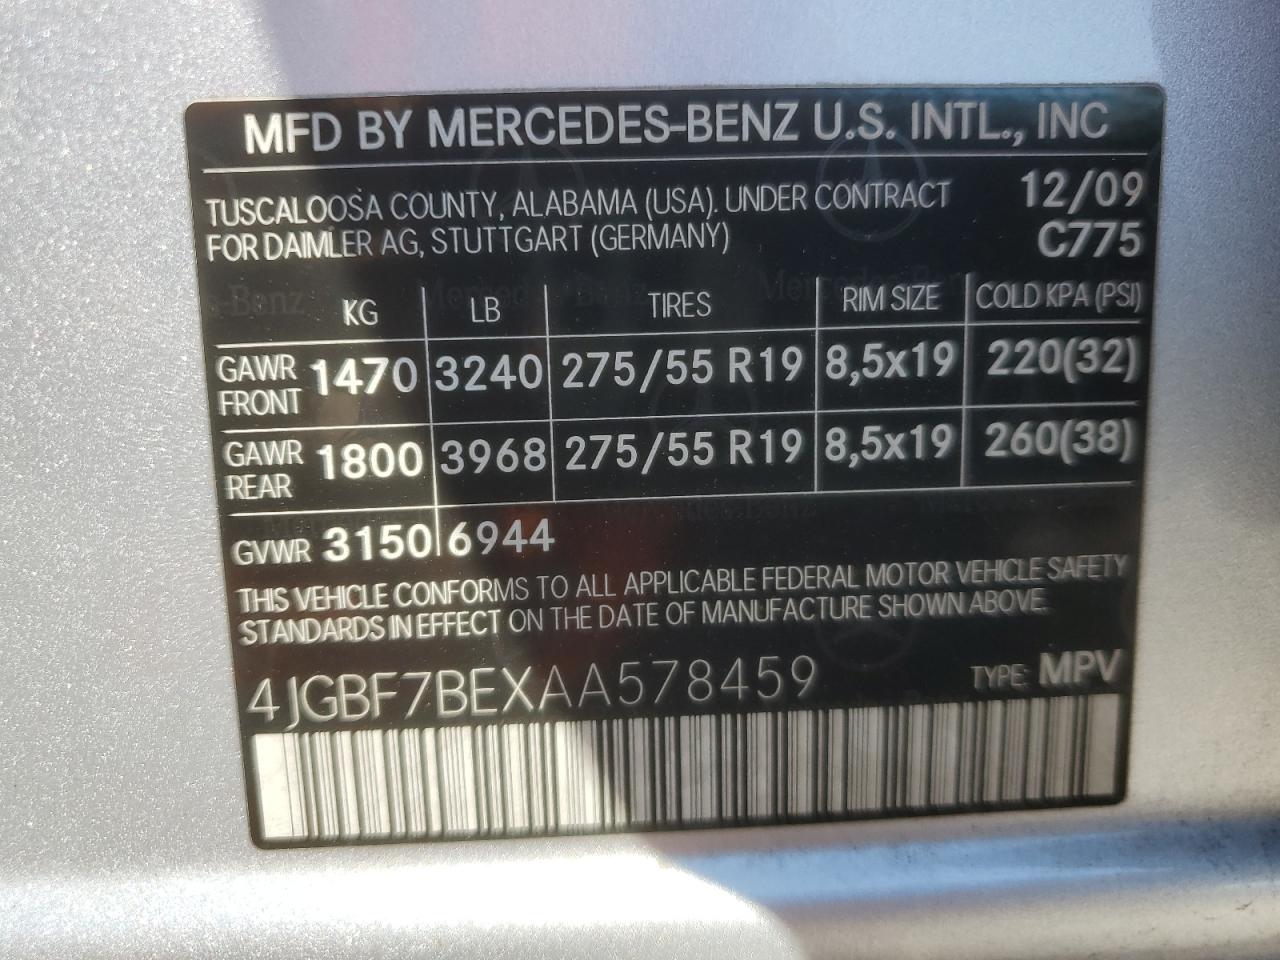 MFD BY MERCEDES-BENZ U.S. INTL., INC
TUSCALOOSA COUNTY, ALABAMA (USA). UNDER CONTRACT 12/09
FOR DAIMLER AG, STUTTGART (GERMANY) C775
KG LB TIRES RIM SIZE COLD KPA (PSI)
GAWR FRONT 1470 3240 275/55 R19 8,5x19 220(32)
GAWR REAR 1800 3968 275/55 R19 8,5x19 260(38)
GVWR 3150 6944
THIS VEHICLE CONFORMS TO ALL APPLICABLE FEDERAL MOTOR VEHICLE SAFETY
STANDARDS IN EFFECT ON THE DATE OF MANUFACTURE SHOWN ABOVE.
4JGBF7BEXAA578459 TYPE: MPV